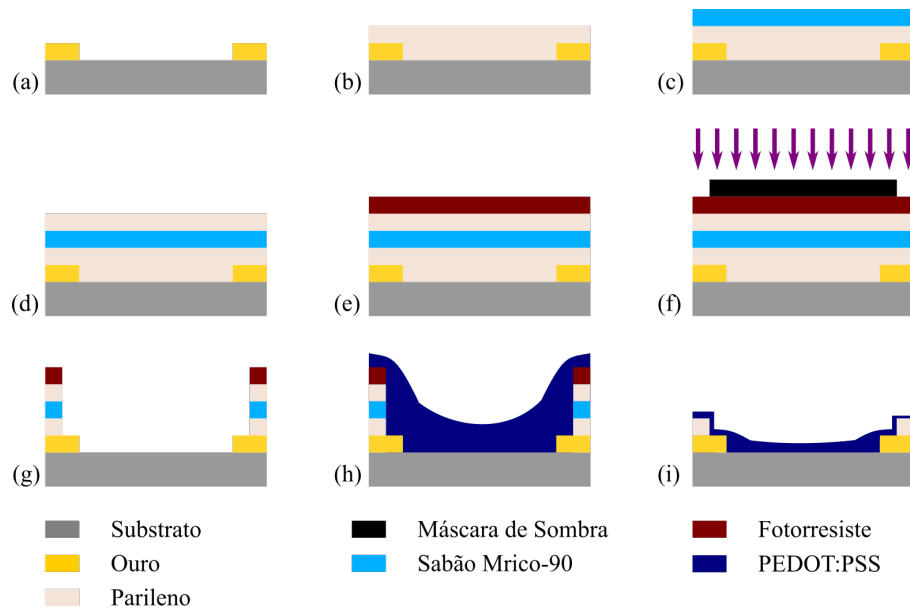 (a)
(b)
(c)
(d)
(e)
(f)
(g)
(h)
(i)
Substrato
Máscara de Sombra
Fotorresiste
Ouro
Sabão Mrico-90
PEDOT:PSS
Parileno